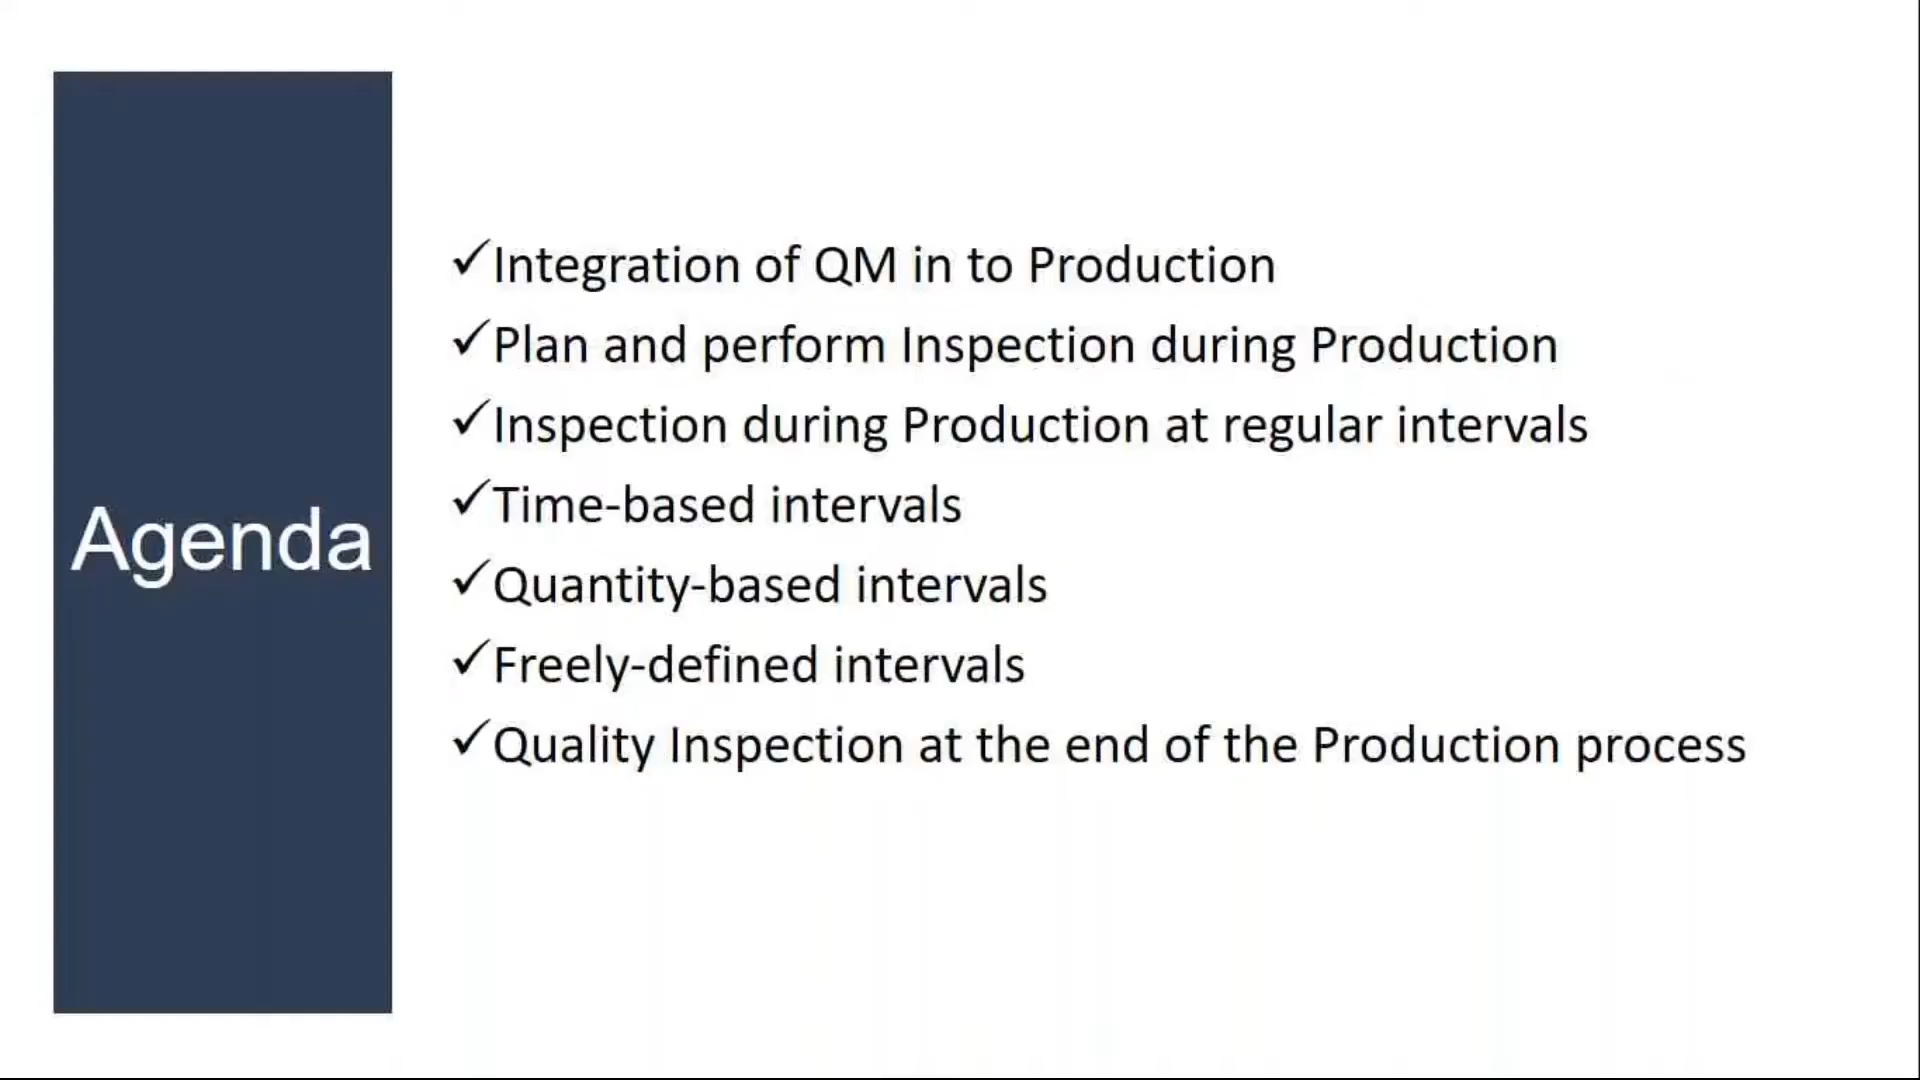 Agenda
✓Integration of QM in to Production
✓Plan and perform Inspection during Production
✓Inspection during Production at regular intervals
✓Time-based intervals
✓Quantity-based intervals
✓Freely-defined intervals
✓Quality Inspection at the end of the Production process